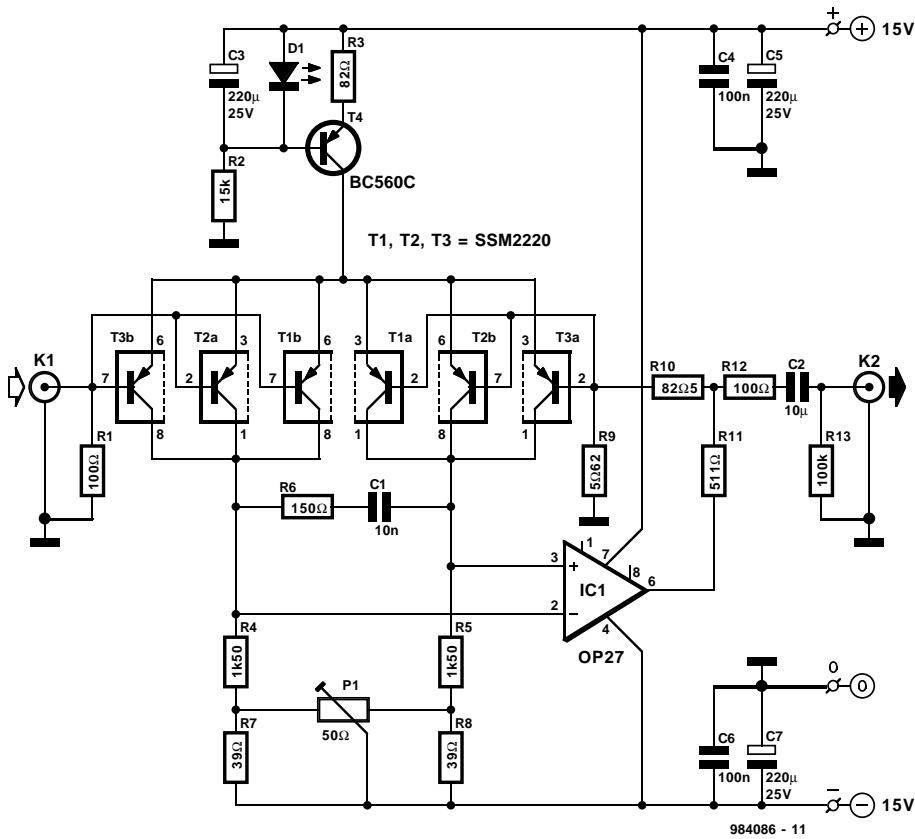 +
15V
C3
220µ
25V
D1
R3
82Ω
T4
BC560C
R2
15k
C4
100n
C5
220µ
25V
T1, T2, T3 = SSM2220
K1
T3b
7
6
8
T2a
2
3
1
T1b
7
6
8
T1a
3
2
1
T2b
6
7
8
T3a
3
2
1
R10
82Ω5
R12
100Ω
C2
10µ
K2
R1
100Ω
R9
5Ω62
R11
511Ω
R13
100k
R6
150Ω
C1
10n
3
+
2
−
1
7
8
6
4
IC1
OP27
R4
1k50
R5
1k50
P1
50Ω
R7
39Ω
R8
39Ω
0
0
C6
100n
C7
220µ
25V
−
15V
984086 - 11